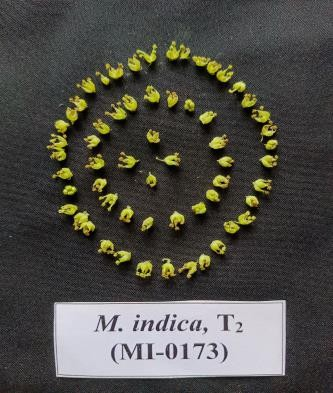 M. indica, T₂
(MI-0173)